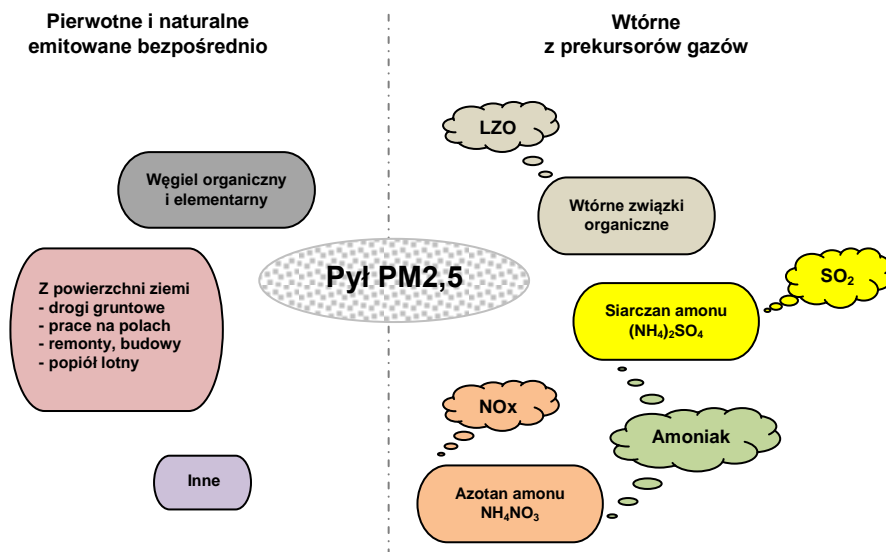 Pierwotne i naturalne
emitowane bezpośrednio
Wtórne
z prekursorów gazów
LZO
Węgiel organiczny
i elementarny
Wtórne związki
organiczne
Pył PM2,5
SO₂
Z powierzchni ziemi
- drogi gruntowe
- prace na polach
- remonty, budowy
- popiół lotny
Siarczan amonu
(NH₄)₂SO₄
NOx
Amoniak
Inne
Azotan amonu
NH₄NO₃